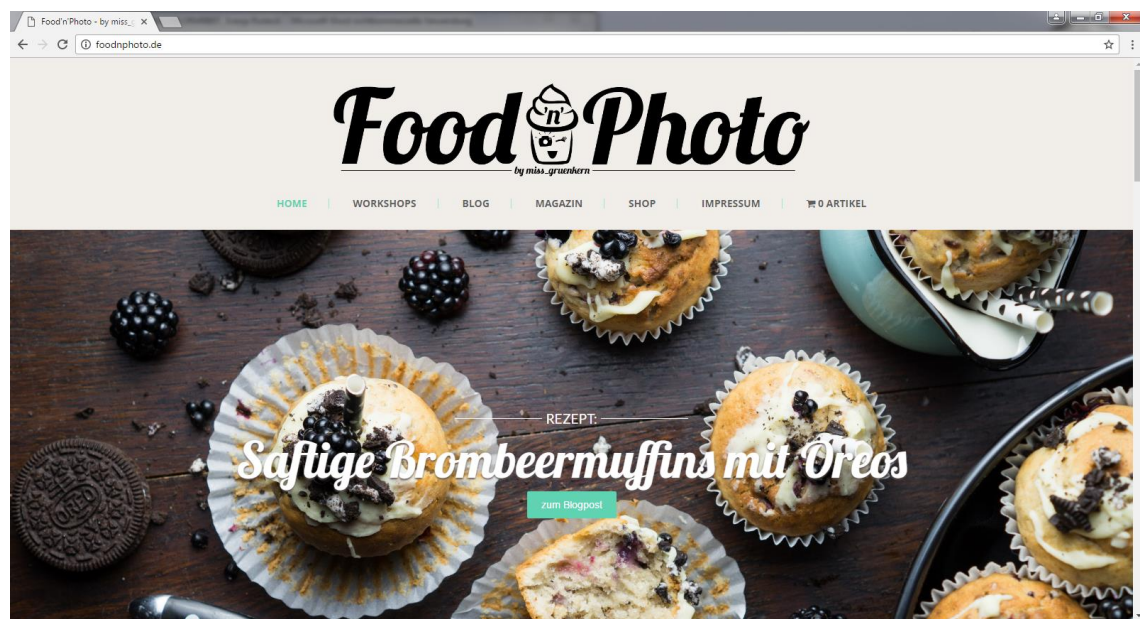 Food'n'Photo - by miss_g
foodnphoto.de
Food 'n' Photo
by miss_gruenkern
HOME WORKSHOPS BLOG MAGAZIN SHOP IMPRESSUM 0 ARTIKEL
REZEPT:
Saftige Brombeermuffins mit Oreos
zum Blogpost
OREO